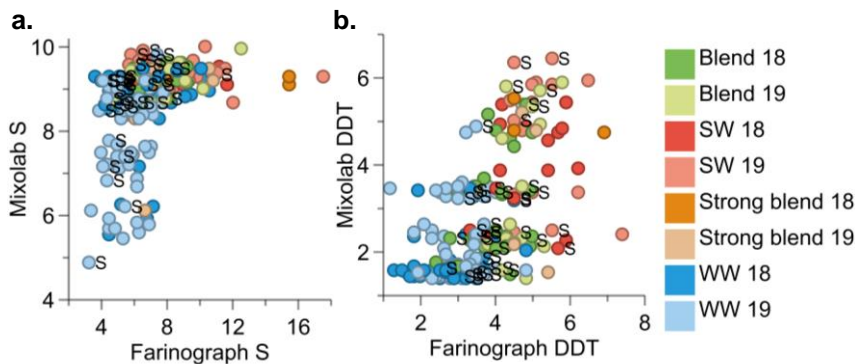 a.
10
8
6
4
Mixolab S
4
8
12
16
Farinograph S
b.
6
4
2
Mixolab DDT
2
4
6
8
Farinograph DDT
Blend 18
Blend 19
SW 18
SW 19
Strong blend 18
Strong blend 19
WW 18
WW 19